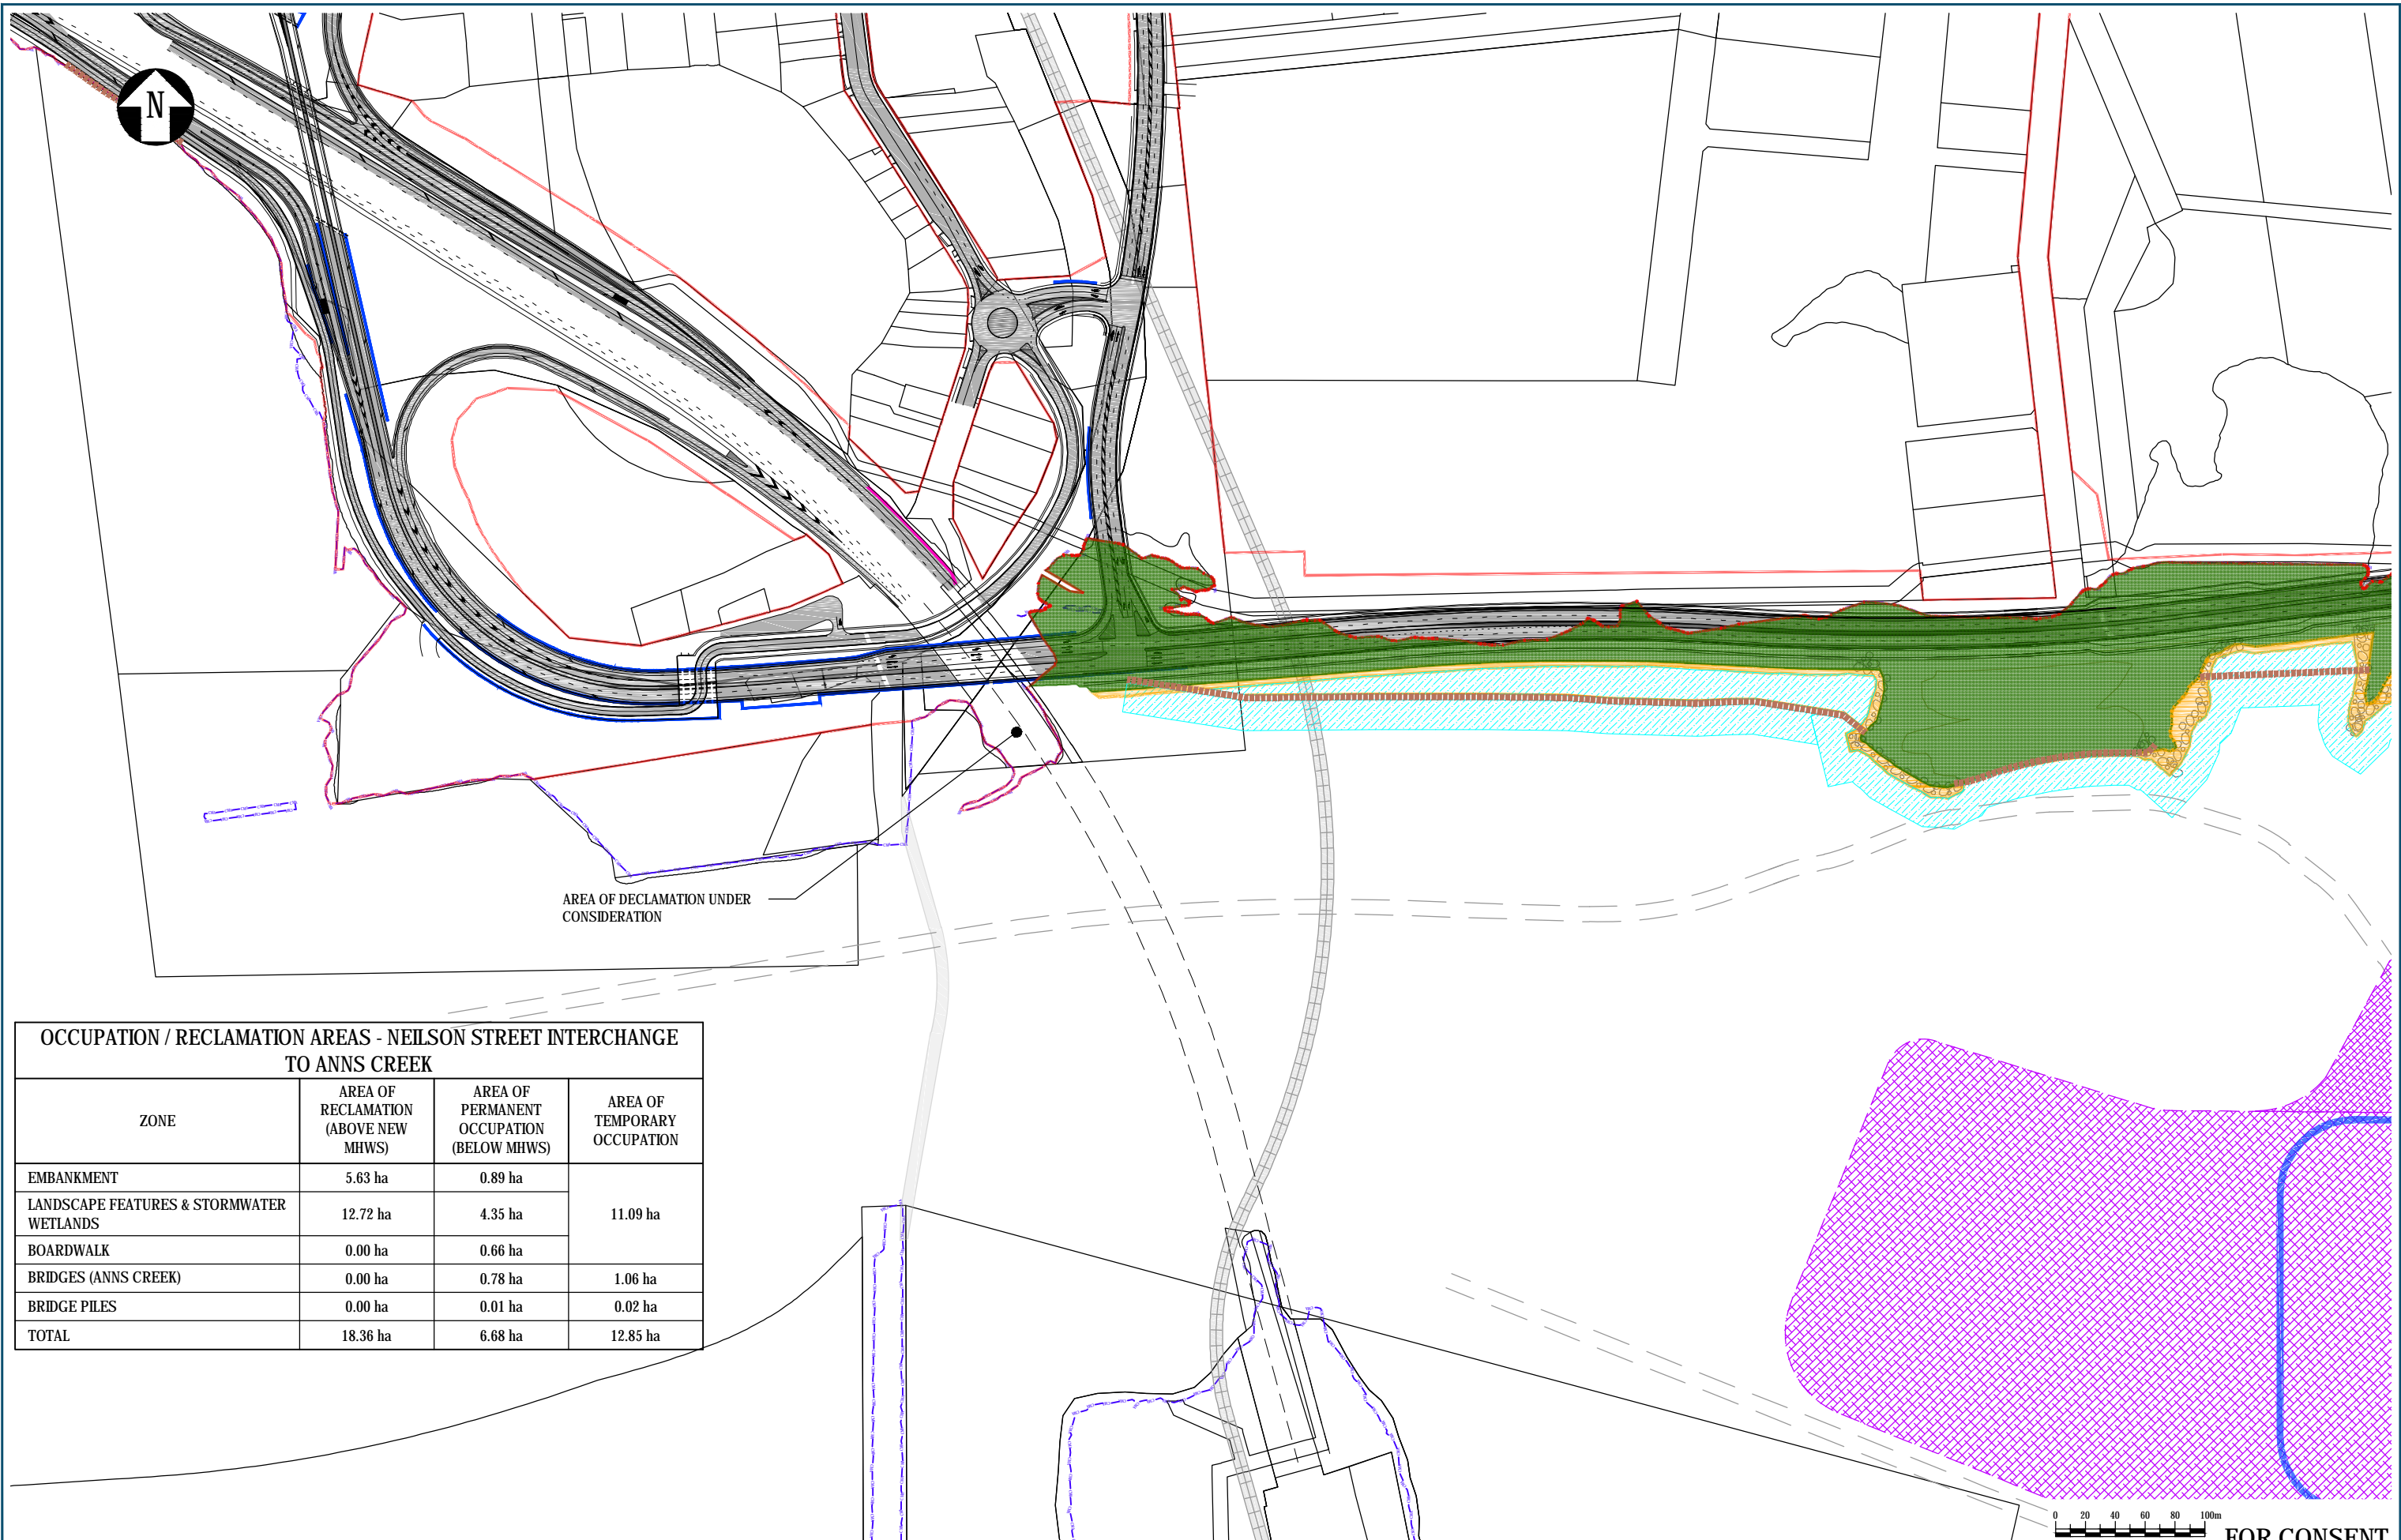 N
AREA OF DECLAMATION UNDER
CONSIDERATION
OCCUPATION / RECLAMATION AREAS - NEILSON STREET INTERCHANGE
TO ANNS CREEK
ZONE
AREA OF
RECLAMATION
(ABOVE NEW
MHWS)
AREA OF
PERMANENT
OCCUPATION
(BELOW MHWS)
AREA OF
TEMPORARY
OCCUPATION
EMBANKMENT 5.63 ha 0.89 ha
LANDSCAPE FEATURES & STORMWATER
WETLANDS 12.72 ha 4.35 ha 11.09 ha
BOARDWALK 0.00 ha 0.66 ha
BRIDGES (ANNS CREEK) 0.00 ha 0.78 ha 1.06 ha
BRIDGE PILES 0.00 ha 0.01 ha 0.02 ha
TOTAL 18.36 ha 6.68 ha 12.85 ha
0 20 40 60 80 100m
FOR CONSENT